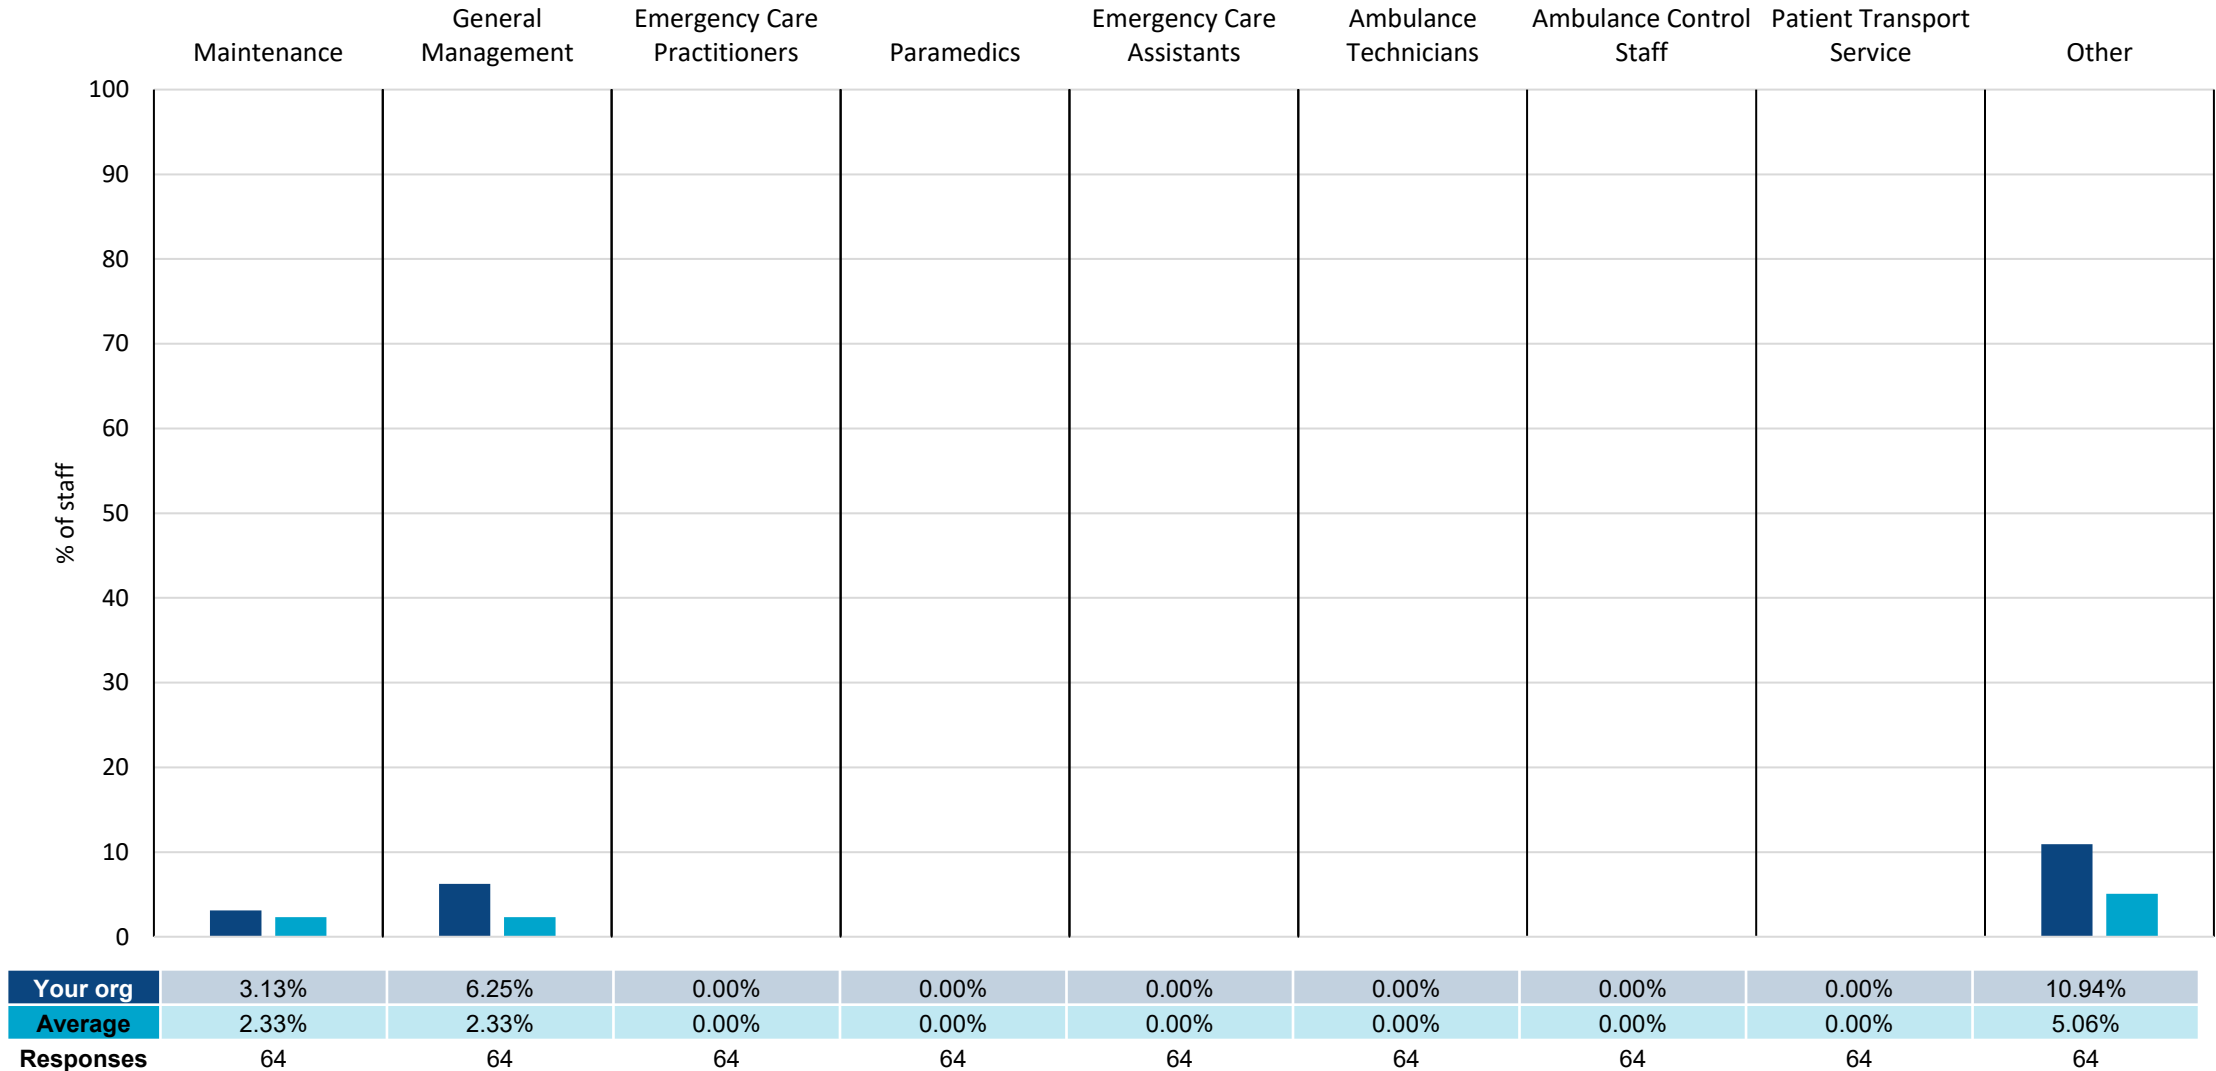 Maintenance
General
Management
Emergency Care
Practitioners
Paramedics
Emergency Care
Assistants
Ambulance
Technicians
Ambulance Control
Staff
Patient Transport
Service
Other
% of staff
100
90
80
70
60
50
40
30
20
10
0
Your org 3.13% 6.25% 0.00% 0.00% 0.00% 0.00% 0.00% 0.00% 10.94%
Average 2.33% 2.33% 0.00% 0.00% 0.00% 0.00% 0.00% 0.00% 5.06%
Responses 64 64 64 64 64 64 64 64 64